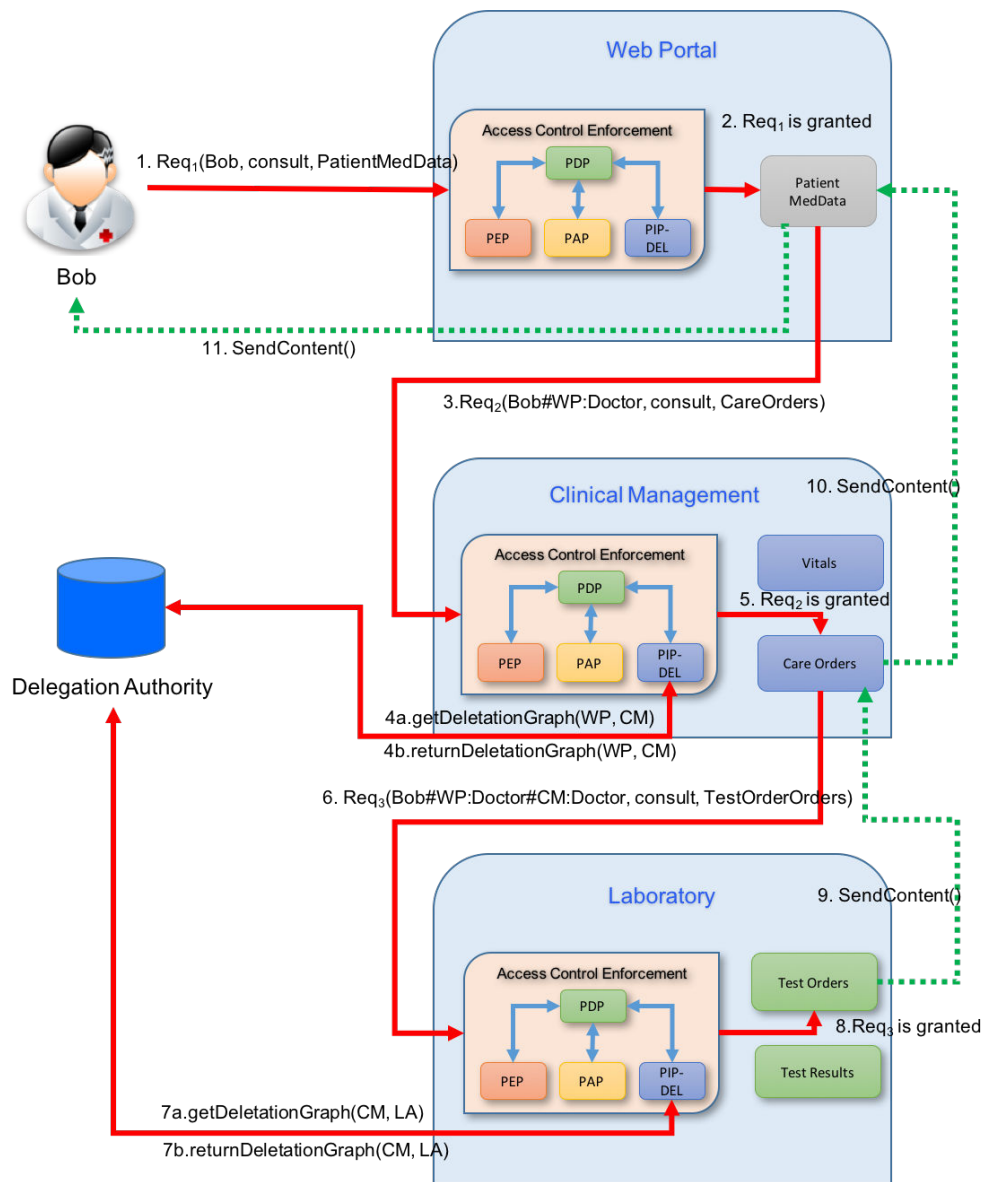 Web Portal
Access Control Enforcement
2. Req₁ is granted
1. Req₁(Bob, consult, PatientMedData)
PDP
Patient
MedData
PEP
PAP
PIP-
DEL
Bob
11. SendContent()
3.Req₂(Bob#WP:Doctor, consult, CareOrders)
Clinical Management
10. SendContent()
Access Control Enforcement
Vitals
PDP
5. Req₂ is granted
PEP
PAP
PIP-
DEL
Care Orders
Delegation Authority
4a.getDeletationGraph(WP, CM)
4b.returnDeletationGraph(WP, CM)
6. Req₃(Bob#WP:Doctor#CM:Doctor, consult, TestOrderOrders)
Laboratory
9. SendContent()
Access Control Enforcement
Test Orders
PDP
8.Req₃ is granted
PEP
PAP
PIP-
DEL
Test Results
7a.getDeletationGraph(CM, LA)
7b.returnDeletationGraph(CM, LA)